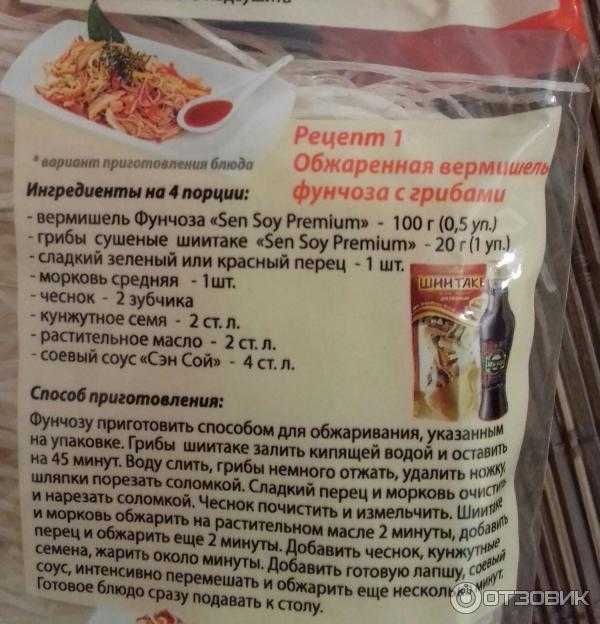 Рецепт 1
Обжаренная вермишель
фунчоза с грибами
* вариант приготовления блюда
Ингредиенты на 4 порции:
- вермишель Фунчоза «Sen Soy Premium» - 100 г (0,5 уп.)
- грибы сушеные шиитаке «Sen Soy Premium» - 20 г (1 уп.)
- сладкий зеленый или красный перец - 1 шт.
- морковь средняя - 1шт.
- чеснок - 2 зубчика
- кунжутное семя - 2 ст. л.
- растительное масло - 2 ст. л.
- соевый соус «Сэн Сой» - 4 ст. л.
ШИИТАКЕ
Способ приготовления:
Фунчозу приготовить способом для обжаривания, указанным
на упаковке. Грибы шиитаке залить кипящей водой и оставить
на 45 минут. Воду слить, грибы немного отжать, удалить ножку,
шляпки порезать соломкой. Сладкий перец и морковь очистить
и нарезать соломкой. Чеснок почистить и измельчить. Шиитаке
и морковь обжарить на растительном масле 2 минуты, добавить
перец и обжарить еще 2 минуты. Добавить чеснок, кунжутные
семена, жарить около минуты. Добавить готовую лапшу, соевый
соус, интенсивно перемешать и обжарить еще несколько минут.
Готовое блюдо сразу подавать к столу.
ОТЗОВИК